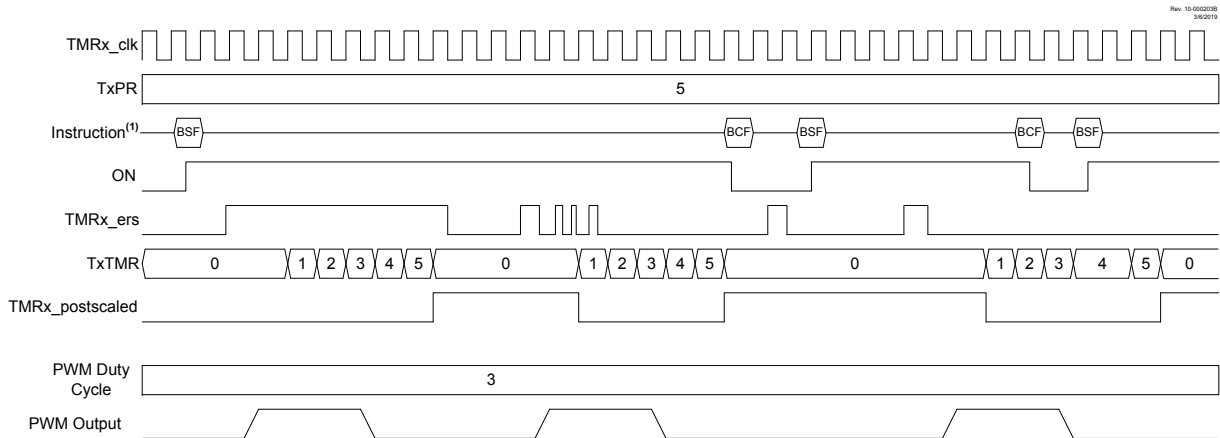 Rev. 10-000203B
3/6/2019
TMRx_clk
TxPR 5
Instruction(1) BSF BCF BSF BCF BSF
ON
TMRx_ers
TxTMR 0 1 2 3 4 5 0 1 2 3 4 5 0 1 2 3 4 5 0
TMRx_postscaled
PWM Duty
Cycle 3
PWM Output